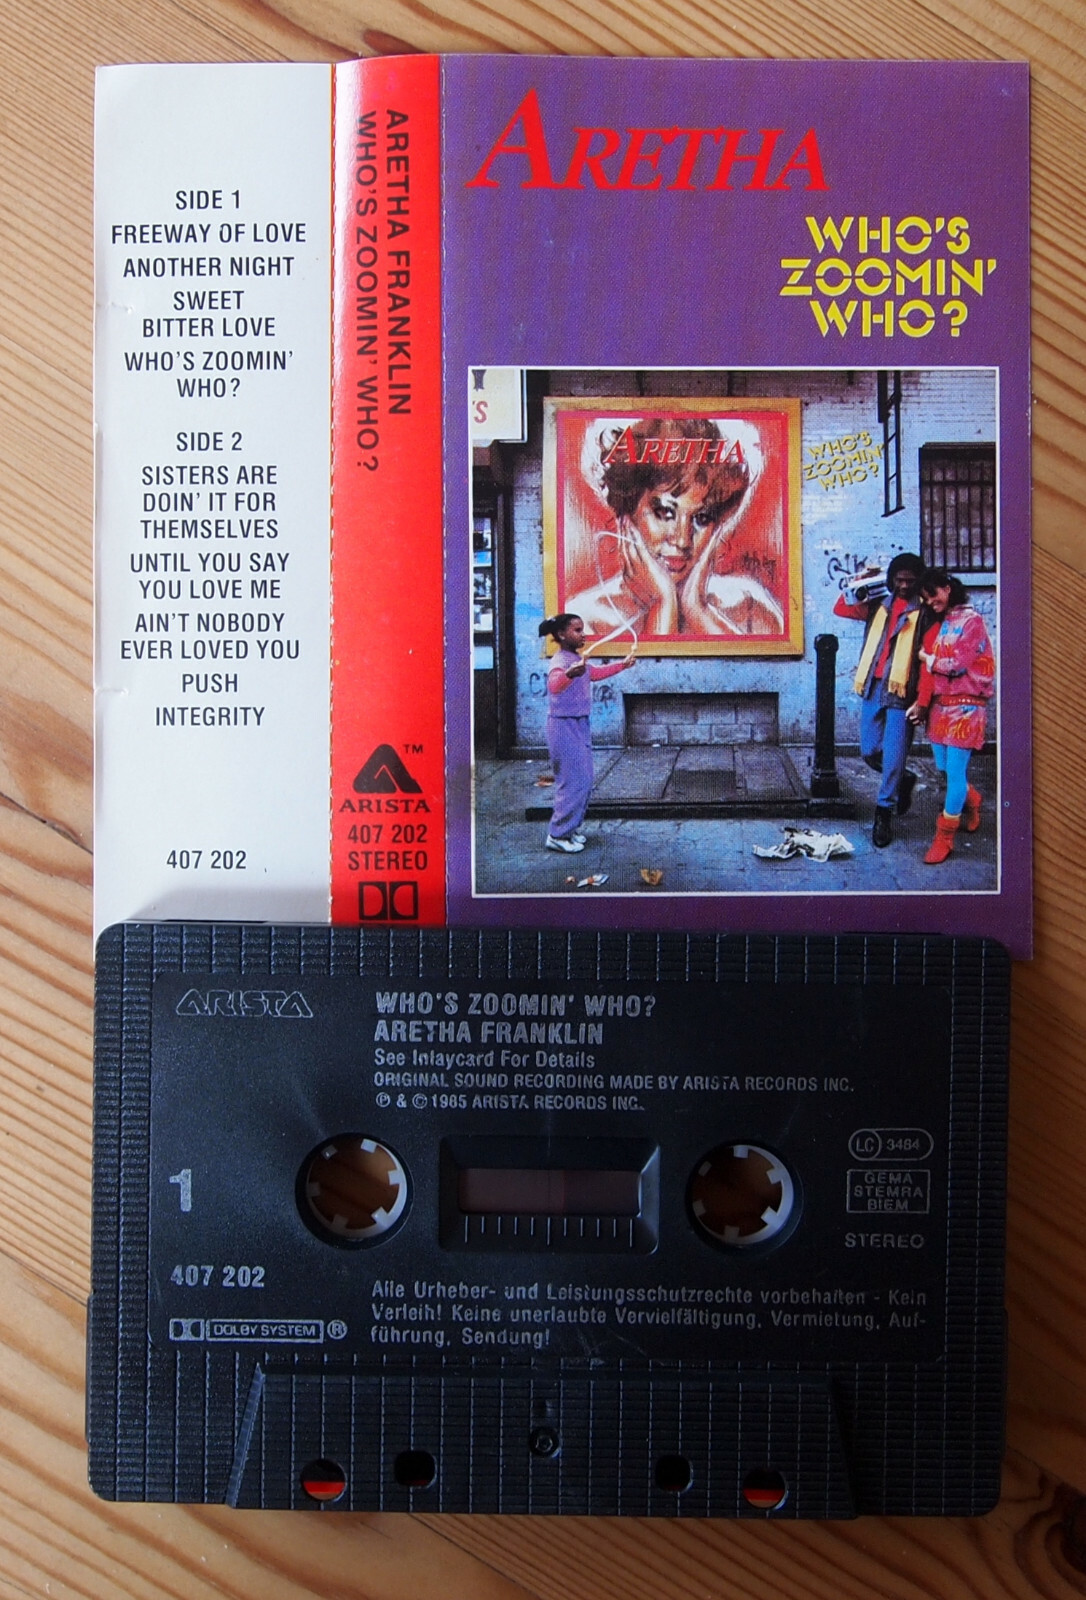 SIDE 1
FREEWAY OF LOVE
ANOTHER NIGHT
SWEET
BITTER LOVE
WHO'S ZOOMIN'
WHO?
SIDE 2
SISTERS ARE
DOIN' IT FOR
THEMSELVES
UNTIL YOU SAY
YOU LOVE ME
AIN'T NOBODY
EVER LOVED YOU
PUSH
INTEGRITY
407 202
ARETHA FRANKLIN
WHO'S ZOOMIN' WHO?
TM
ARISTA
407 202
STEREO
ARETHA
WHO'S
ZOOMIN'
WHO?
'S
ARETHA
WHO'S
ZOOMIN'
WHO?
ARISTA
WHO'S ZOOMIN' WHO?
ARETHA FRANKLIN
See Inlaycard For Details
ORIGINAL SOUND RECORDING MADE BY ARISTA RECORDS INC.
℗ & © 1985 ARISTA RECORDS INC.
1
LC 3484
GEMA
STEMRA
BIEM
STEREO
407 202
DOLBY SYSTEM ®
Alle Urheber- und Leistungsschutzrechte vorbehalten - Kein
Verleih! Keine unerlaubte Vervielfältigung, Vermietung, Auf-
führung, Sendung!